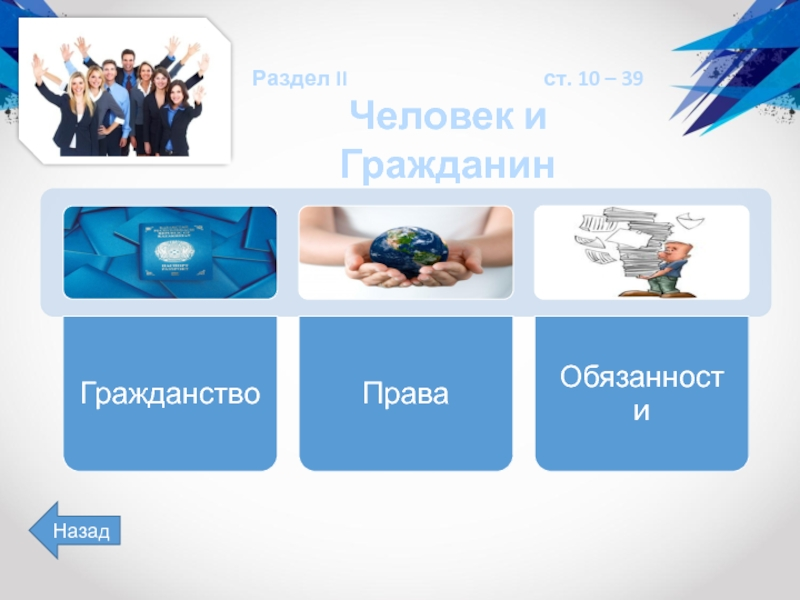 Раздел II ст. 10 – 39
Человек и
Гражданин
Гражданство
Права
Обязанност
и
Назад